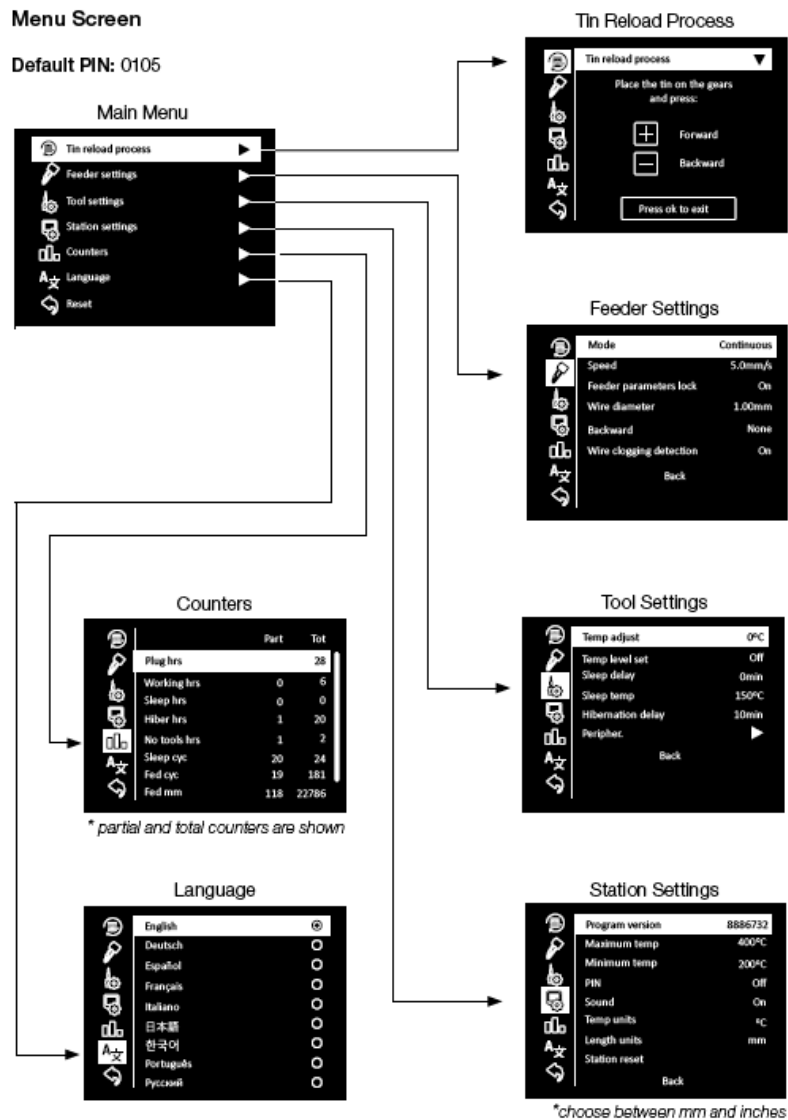 Menu Screen
Default PIN: 0105
Main Menu
Tin reload process
Feeder settings
Tool settings
Station settings
Counters
Language
Reset
Tin Reload Process
Tin reload process
Place the tin on the gears
and press:
Forward
Backward
Press ok to exit
Feeder Settings
Mode Continuous
Speed 5.0mm/s
Feeder parameters lock On
Wire diameter 1.00mm
Backward None
Wire clogging detection On
Back
Counters
Part Tot
Plug hrs 28
Working hrs 0 6
Sleep hrs 0 0
Hiber hrs 1 20
No tools hrs 1 2
Sleep cyc 20 24
Fed cyc 19 181
Fed mm 118 22786
* partial and total counters are shown
Tool Settings
Temp adjust 0ºC
Temp level set Off
Sleep delay 0min
Sleep temp 150ºC
Hibernation delay 10min
Peripher.
Back
Language
English
Deutsch
Español
Français
Italiano
日本語
한국어
Português
Русский
Station Settings
Program version 8886732
Maximum temp 400ºC
Minimum temp 200ºC
PIN Off
Sound On
Temp units ºC
Length units mm
Station reset
Back
*choose between mm and inches